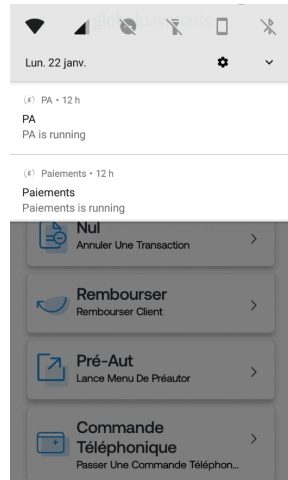 globalpayments
Lun. 22 janv.
PA • 12 h
PA
PA is running
Paiements • 12 h
Paiements
Paiements is running
Nul
Annuler Une Transaction
Rembourser
Rembourser Client
Pré-Aut
Lance Menu De Préautor
Commande
Téléphonique
Passer Une Commande Téléphon...